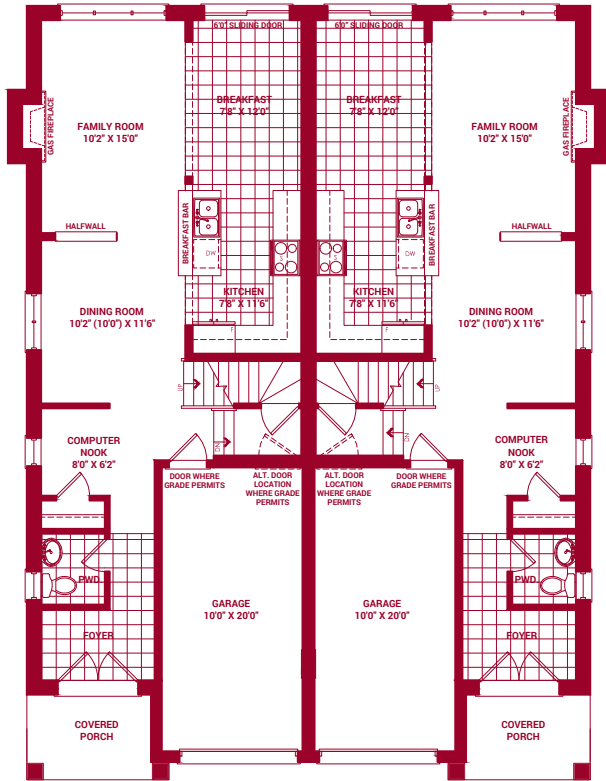 6'0" SLIDING DOOR
6'0" SLIDING DOOR
BREAKFAST
7'8" X 12'0"
BREAKFAST
7'8" X 12'0"
FAMILY ROOM
10'2" X 15'0"
FAMILY ROOM
10'2" X 15'0"
GAS FIREPLACE
GAS FIREPLACE
HALFWALL
HALFWALL
BREAKFAST BAR
BREAKFAST BAR
DW
DW
S
S
KITCHEN
7'8" X 11'6"
KITCHEN
7'8" X 11'6"
DINING ROOM
10'2" (10'0") X 11'6"
DINING ROOM
10'2" (10'0") X 11'6"
F
F
UP
UP
DN
DN
COMPUTER
NOOK
8'0" X 6'2"
COMPUTER
NOOK
8'0" X 6'2"
DOOR WHERE
GRADE PERMITS
ALT. DOOR
LOCATION
WHERE GRADE
PERMITS
ALT. DOOR
LOCATION
WHERE GRADE
PERMITS
DOOR WHERE
GRADE PERMITS
PWD.
PWD.
GARAGE
10'0" X 20'0"
GARAGE
10'0" X 20'0"
FOYER
FOYER
COVERED
PORCH
COVERED
PORCH